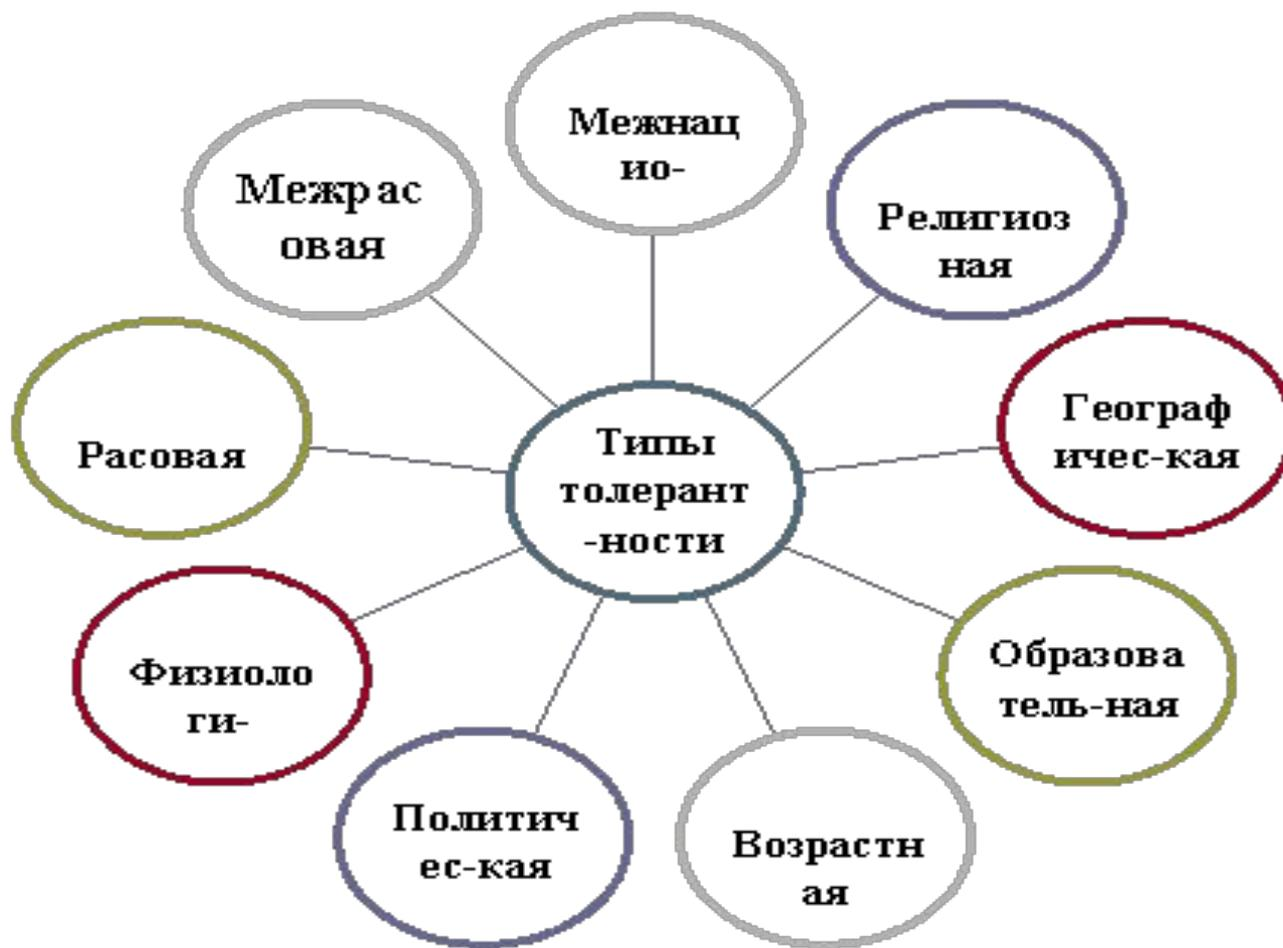 Межнац
ио-
Межрас
овая
Религиоз
ная
Географ
ичес-кая
Расовая
Типы
толерант
-ности
Образова
тель-ная
Физиоло
ги-
Политич
ес-кая
Возрастн
ая